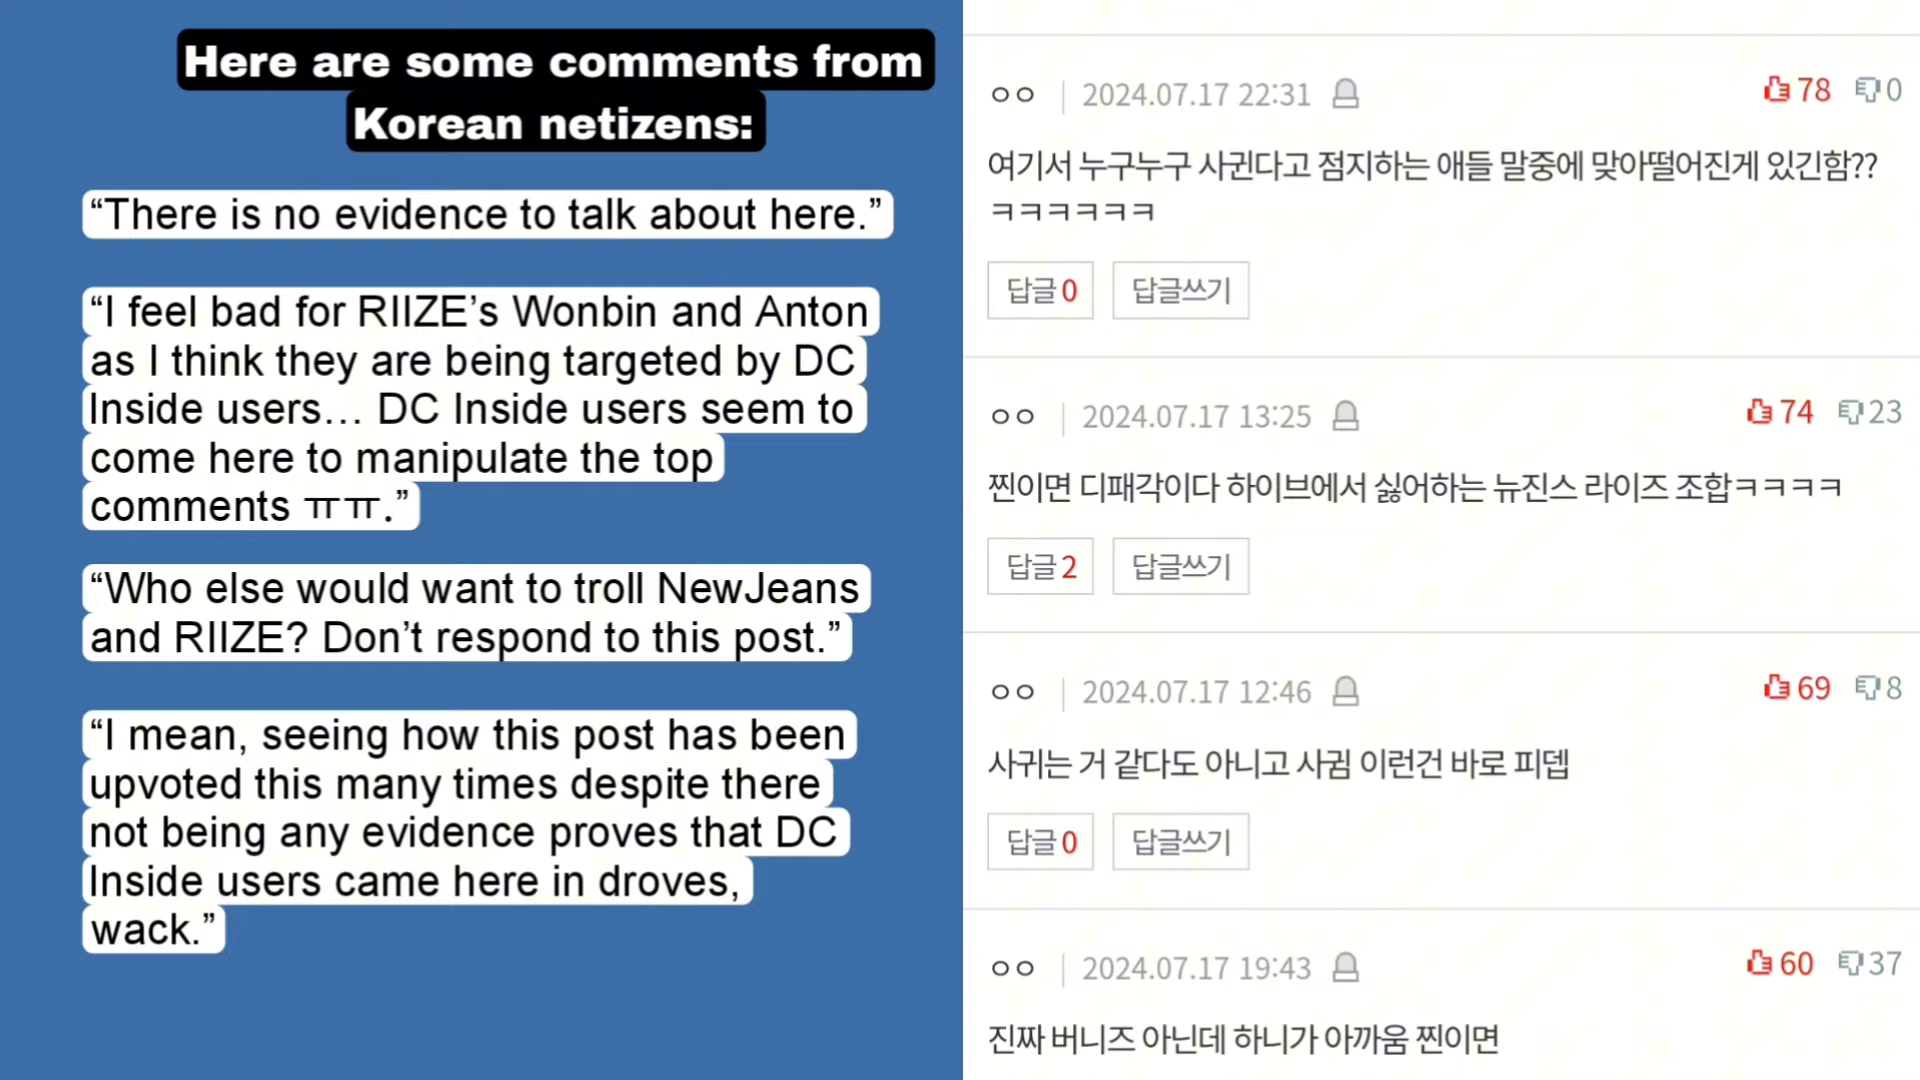 Here are some comments from
Korean netizens:
“There is no evidence to talk about here.”
“I feel bad for RIIZE’s Wonbin and Anton
as I think they are being targeted by DC
Inside users… DC Inside users seem to
come here to manipulate the top
comments ㅠㅠ.”
“Who else would want to troll NewJeans
and RIIZE? Don’t respond to this post.”
“I mean, seeing how this post has been
upvoted this many times despite there
not being any evidence proves that DC
Inside users came here in droves,
wack.”
ㅇㅇ | 2024.07.17 22:31 78 0
여기서 누구누구 사귄다고 점지하는 애들 말중에 맞아떨어진게 있긴함??
ㅋㅋㅋㅋㅋㅋ
답글 0 답글쓰기
ㅇㅇ | 2024.07.17 13:25 74 23
찐이면 디패각이다 하이브에서 싫어하는 뉴진스 라이즈 조합ㅋㅋㅋㅋ
답글 2 답글쓰기
ㅇㅇ | 2024.07.17 12:46 69 8
사귀는 거 같다도 아니고 사귐 이런건 바로 피뎁
답글 0 답글쓰기
ㅇㅇ | 2024.07.17 19:43 60 37
진짜 버니즈 아닌데 하니가 아까움 찐이면